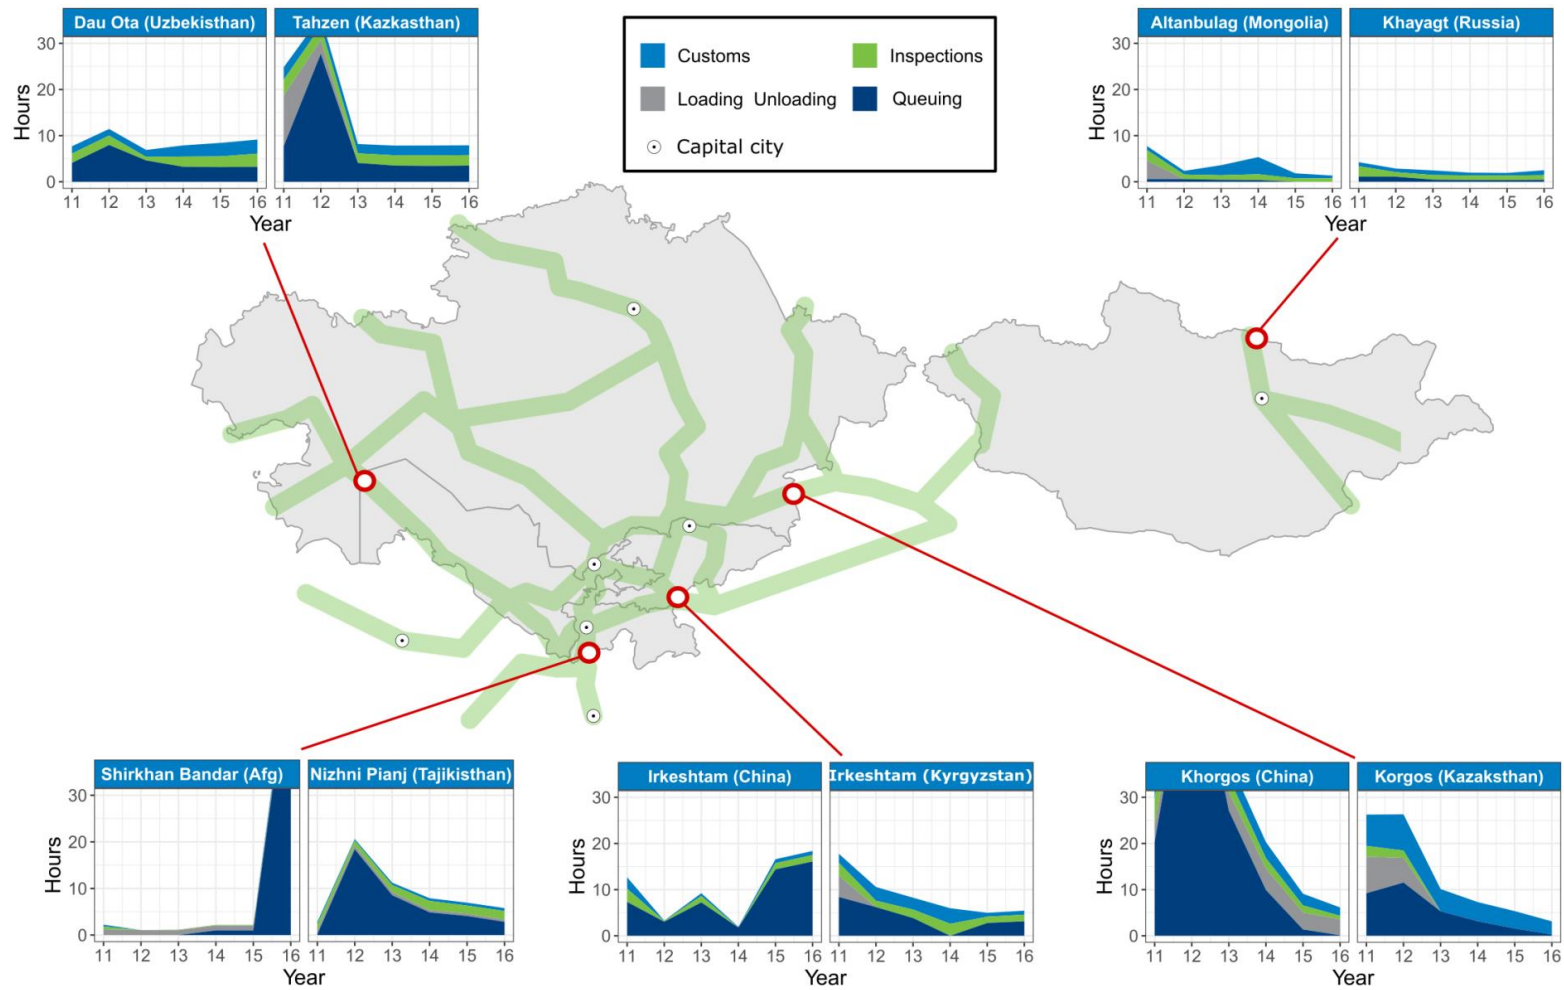 Dau Ota (Uzbekisthan)
Tahzen (Kazkasthan)
Hours
30
20
10
0
11 12 13 14 15 16
11 12 13 14 15 16
Year
Customs
Inspections
Loading Unloading
Queuing
Capital city
Altanbulag (Mongolia)
Khayagt (Russia)
Hours
30
20
10
0
11 12 13 14 15 16
11 12 13 14 15 16
Year
Shirkhan Bandar (Afg)
Nizhni Pianj (Tajikisthan)
Hours
30
20
10
0
11 12 13 14 15 16
11 12 13 14 15 16
Year
Irkeshtam (China)
Irkeshtam (Kyrgyzstan)
Hours
30
20
10
0
11 12 13 14 15 16
11 12 13 14 15 16
Year
Khorgos (China)
Korgos (Kazaksthan)
Hours
30
20
10
0
11 12 13 14 15 16
11 12 13 14 15 16
Year